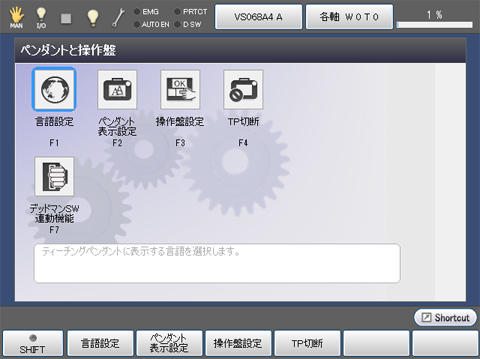 MAN
I/O
EMG
PRTCT
AUTO EN
D SW
VS068A4 A
各軸 W 0 T 0
1 %
ペンダントと操作盤
言語設定
F1
ペンダント
表示設定
F2
操作盤設定
F3
TP切断
F4
デッドマンSW
連動機能
F7
ティーチングペンダントに表示する言語を選択します。
Shortcut
SHIFT
言語設定
ペンダント
表示設定
操作盤設定
TP切断